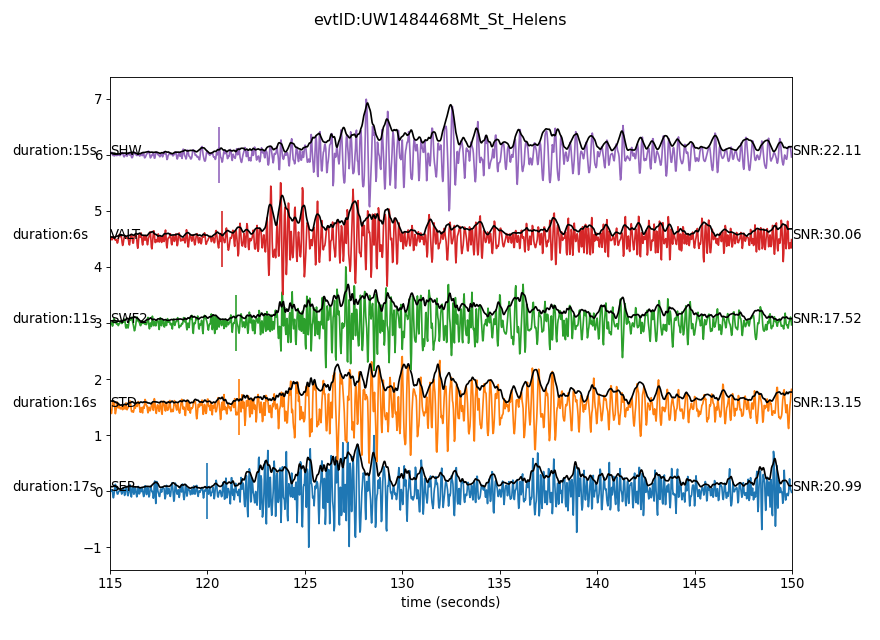 evtID:UW1484468Mt_St_Helens
7
duration:15s 6 SHW SNR:22.11
5
duration:6s VALT SNR:30.06
4
duration:11s 3 SWF2 SNR:17.52
2
duration:16s STD SNR:13.15
1
duration:17s 0 SEP SNR:20.99
−1
115 120 125 130 135 140 145 150
time (seconds)